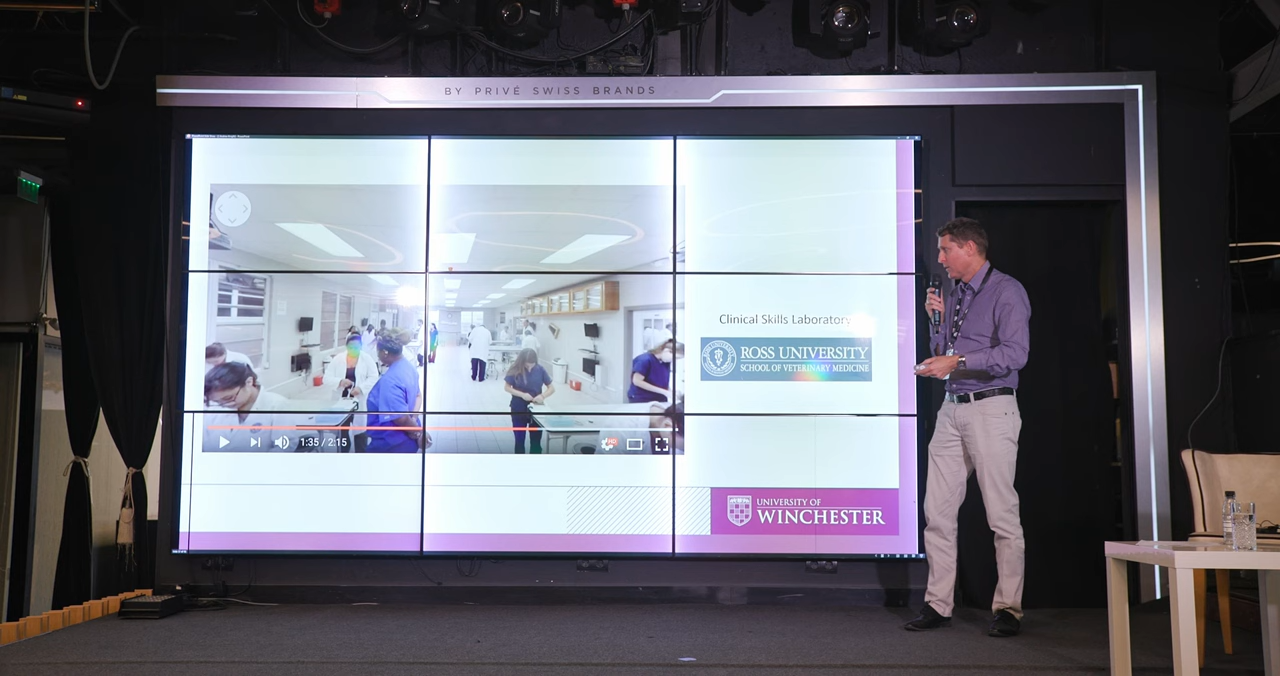 BY PRIVÉ SWISS BRANDS
Clinical Skills Laboratory
ROSS UNIVERSITY
SCHOOL OF VETERINARY MEDICINE
1:35 / 2:15
HD
UNIVERSITY OF
WINCHESTER